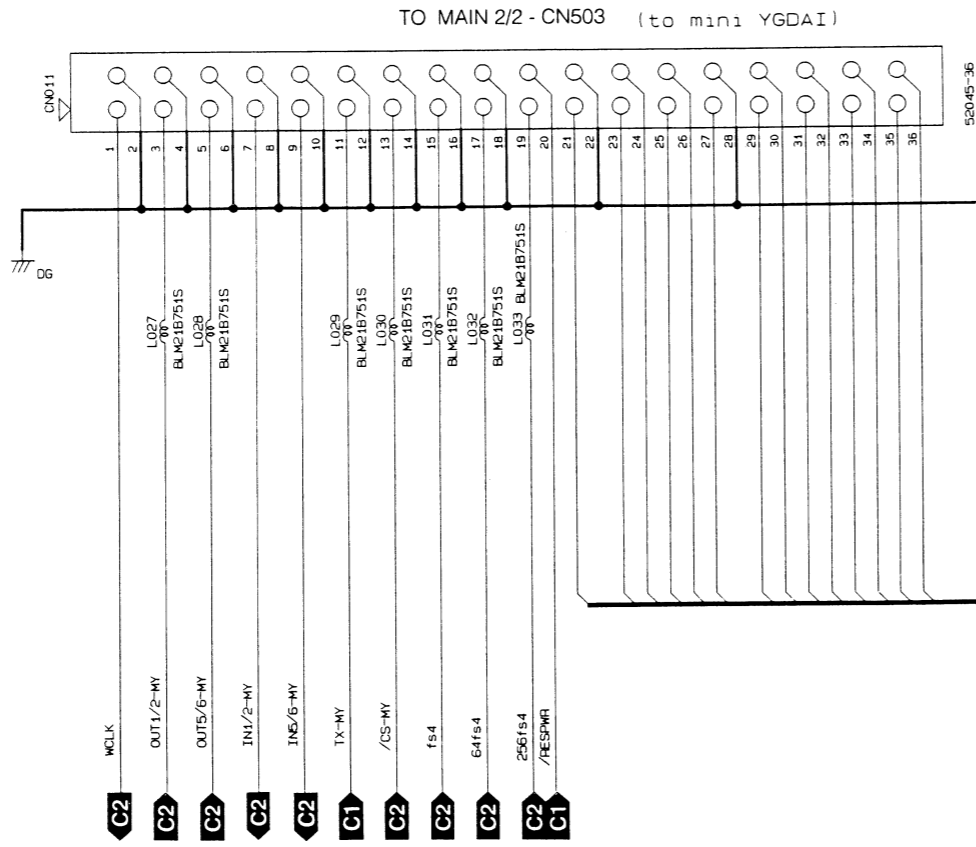 TO MAIN 2/2 - CN503 (to mini YGDAI)
CN011
52045-36
1
2
3
4
5
6
7
8
9
10
11
12
13
14
15
16
17
18
19
20
21
22
23
24
25
26
27
28
29
30
31
32
33
34
35
36
DG
L027
BLM21B751S
L028
BLM21B751S
L029
BLM21B751S
L030
BLM21B751S
L031
BLM21B751S
L032
BLM21B751S
L033
BLM21B751S
WCLK
OUT1/2-MY
OUT5/6-MY
IN1/2-MY
IN5/6-MY
TX-MY
/CS-MY
fs4
64fs4
256fs4
/RESPWR
C2
C2
C2
C2
C2
C1
C2
C2
C2
C2
C1